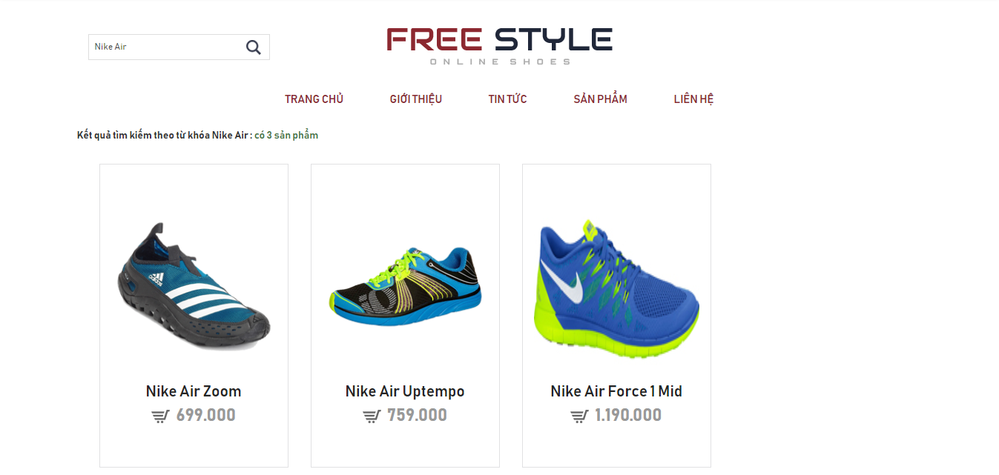 Nike Air
FREE STYLE
ONLINE SHOES
TRANG CHỦ
GIỚI THIỆU
TIN TỨC
SẢN PHẨM
LIÊN HỆ
Kết quả tìm kiếm theo từ khóa Nike Air : có 3 sản phẩm
adidas
Nike Air Zoom
699.000
Nike Air Uptempo
759.000
Nike Air Force 1 Mid
1.190.000